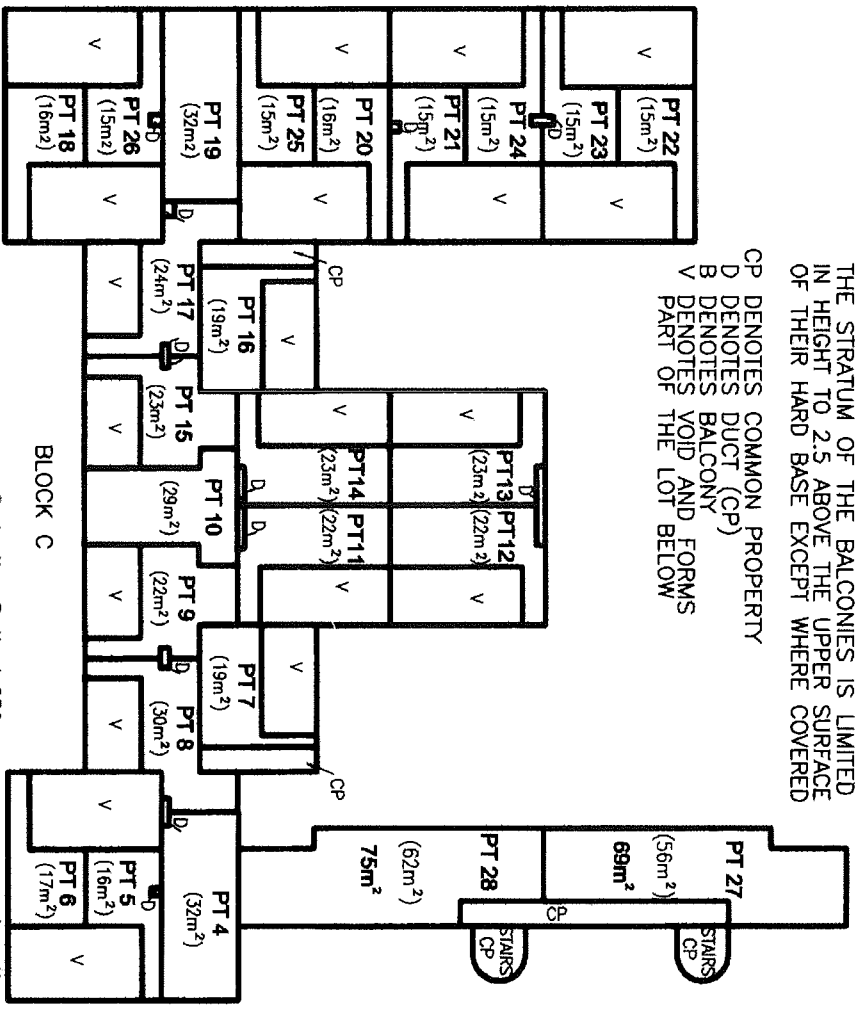 THE STRATUM OF THE BALCONIES IS LIMITED
IN HEIGHT TO 2.5 ABOVE THE UPPER SURFACE
OF THEIR HARD BASE EXCEPT WHERE COVERED
CP DENOTES COMMON PROPERTY
D DENOTES DUCT (CP)
B DENOTES BALCONY
V DENOTES VOID AND FORMS
PART OF THE LOT BELOW
V
PT 22
(15m²)
V
PT 23
(15m²)
D
V
PT 24
(15m²)
V
PT 21
(15m²)
D
PT 20
(16m²)
V
PT 25
(15m²)
V
PT 19
(32m2)
D
PT 26
(15m²)
D
V
PT 18
(16m2)
V
CP
PT 16
(19m²)
V
PT 17
(24m²)
V
D
PT 15
(23m²)
V
PT13
(23m²)
D
V
PT12
(22m²)
V
PT14
(23m²)
D
V
PT11
(22m²)
D
V
PT 10
(29m²)
PT 9
(22m²)
V
D
PT 7
(19m²)
V
CP
PT 8
(30m²)
V
PT 27
(56m²)
69m²
PT 28
(62m²)
75m²
CP
STAIRS
CP
STAIRS
CP
PT 4
(32m²)
D
V
PT 5
(16m²)
D
PT 6
(17m²)
V
BLOCK C